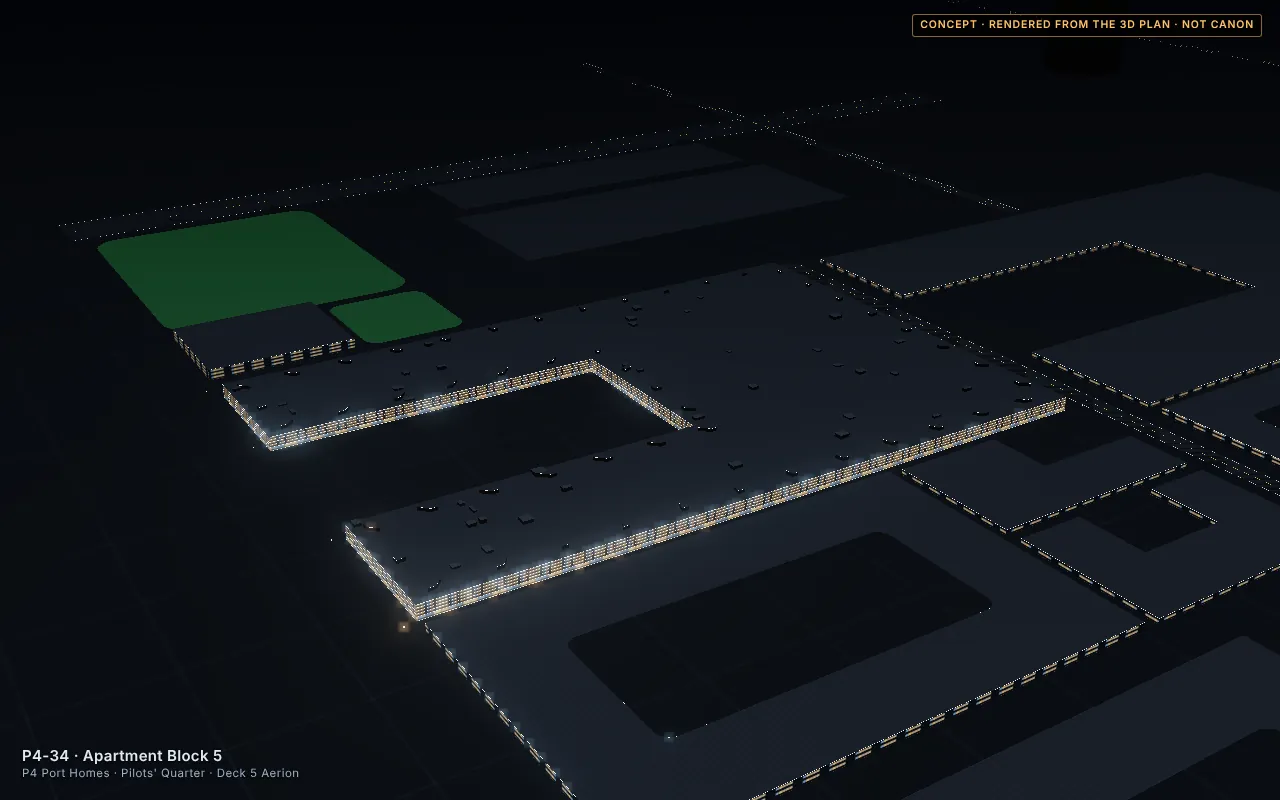 CONCEPT · RENDERED FROM THE 3D PLAN · NOT CANON
P4-34 · Apartment Block 5
P4 Port Homes · Pilots' Quarter · Deck 5 Aerion